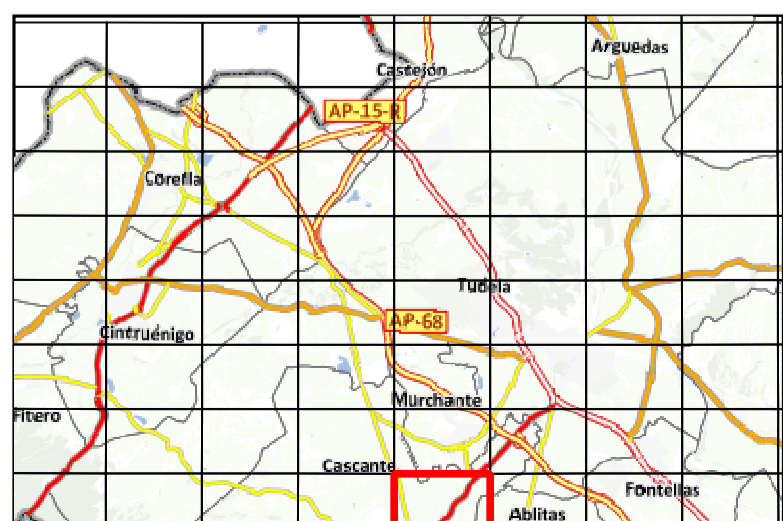 Arguedas
Castejón
AP-15-R
Corella
Tudela
AP-68
Cintruénigo
Murchante
Fitero
Cascante
Fontellas
Ablitas